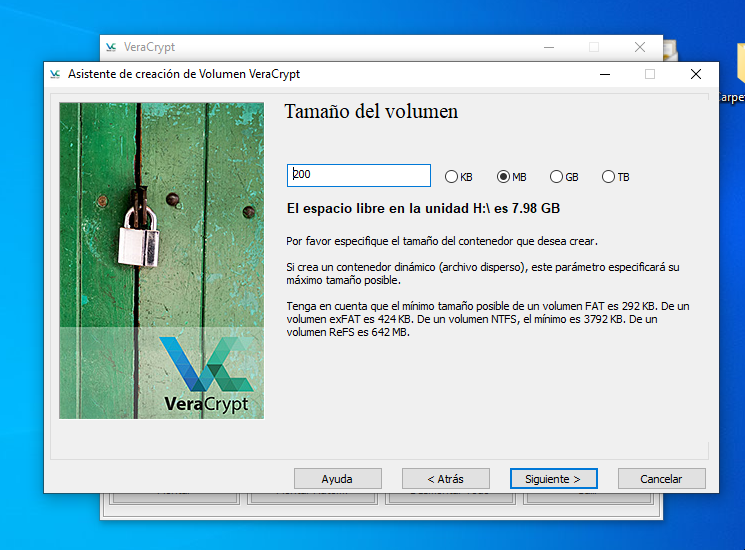 VeraCrypt
Asistente de creación de Volumen VeraCrypt
Carpe
Tamaño del volumen
200
KB
MB
GB
TB
El espacio libre en la unidad H:\ es 7.98 GB
Por favor especifique el tamaño del contenedor que desea crear.
Si crea un contenedor dinámico (archivo disperso), este parámetro especificará su
máximo tamaño posible.
Tenga en cuenta que el mínimo tamaño posible de un volumen FAT es 292 KB. De un
volumen exFAT es 424 KB. De un volumen NTFS, el mínimo es 3792 KB. De un
volumen ReFS es 642 MB.
VeraCrypt
Ayuda
< Atrás
Siguiente >
Cancelar